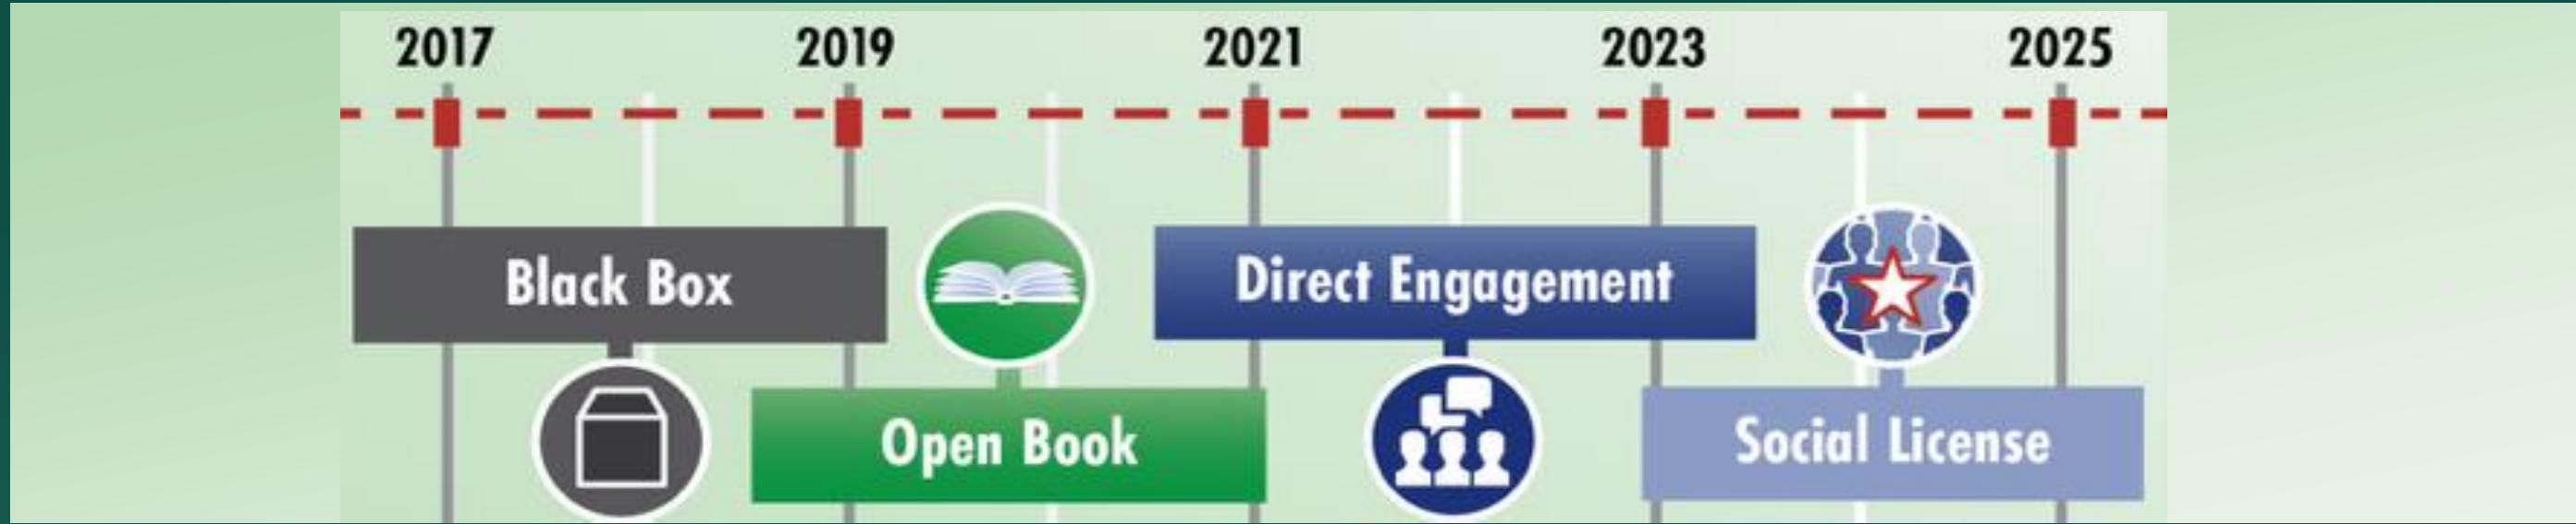 2017 2019 2021 2023 2025
Black Box
Direct Engagement
Open Book
Social License